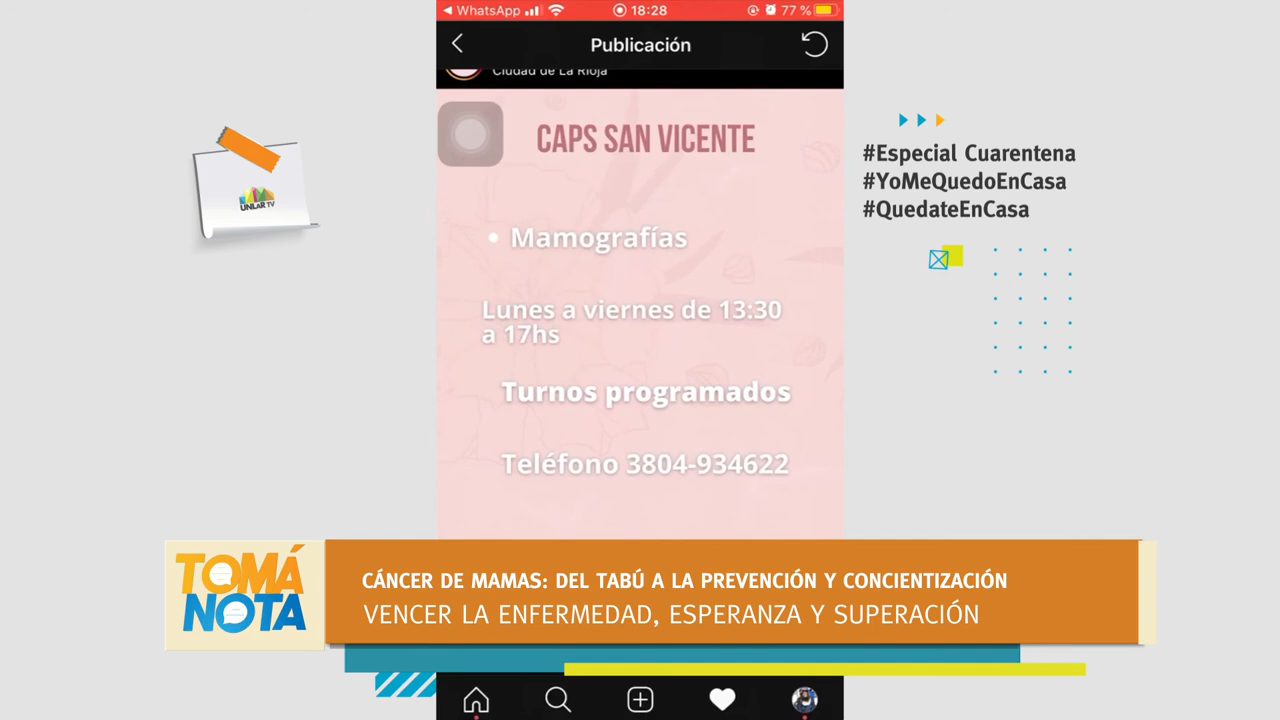 WhatsApp
18:28
77 %
Publicación
Ciudad de La Rioja
CAPS SAN VICENTE
• Mamografías
Lunes a viernes de 13:30
a 17hs
Turnos programados
Teléfono 3804-934622
UNLAR TV
#Especial Cuarentena
#YoMeQuedoEnCasa
#QuedateEnCasa
TOMÁ
NOTA
CÁNCER DE MAMAS: DEL TABÚ A LA PREVENCIÓN Y CONCIENTIZACIÓN
VENCER LA ENFERMEDAD, ESPERANZA Y SUPERACIÓN